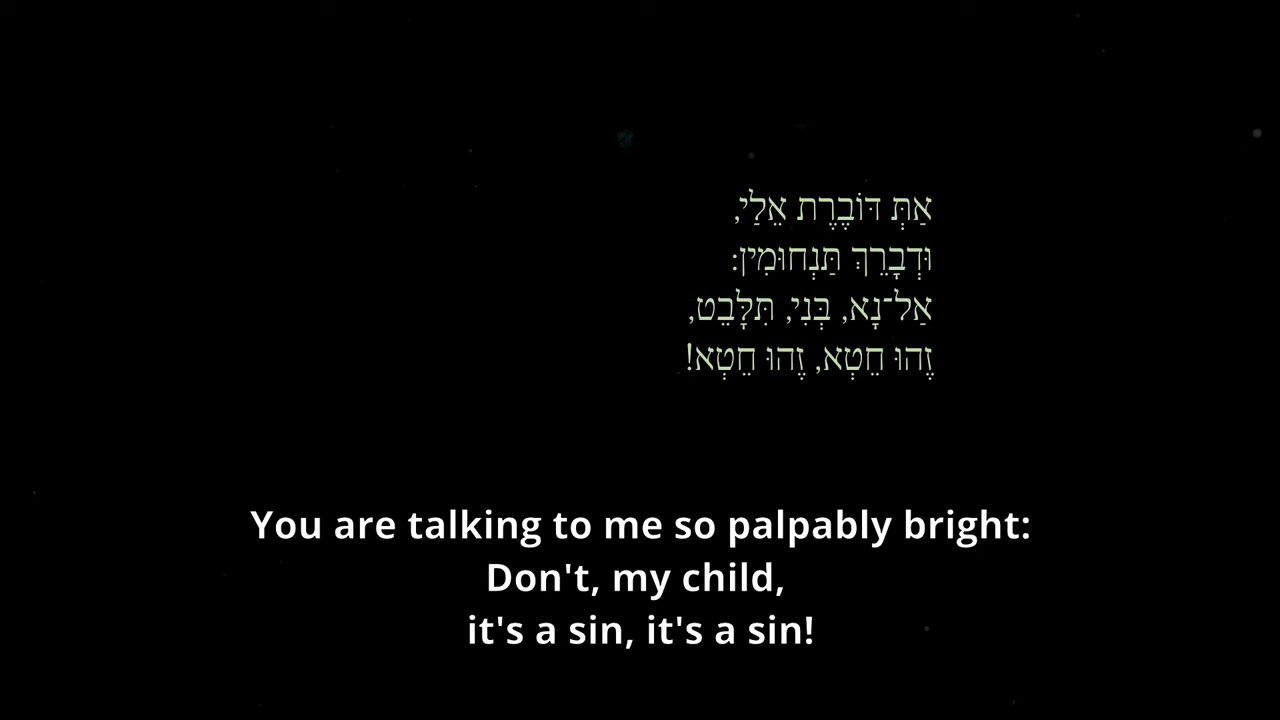 אַתְּ דּוֹבֶרֶת אֵלַי,
וּדְבָרֵךְ תַּנְחוּמִין:
אַל־נָא, בְּנִי, תִּלָּבֵט,
זֶהוּ חֵטְא, זֶהוּ חֵטְא!
You are talking to me so palpably bright:
Don't, my child,
it's a sin, it's a sin!